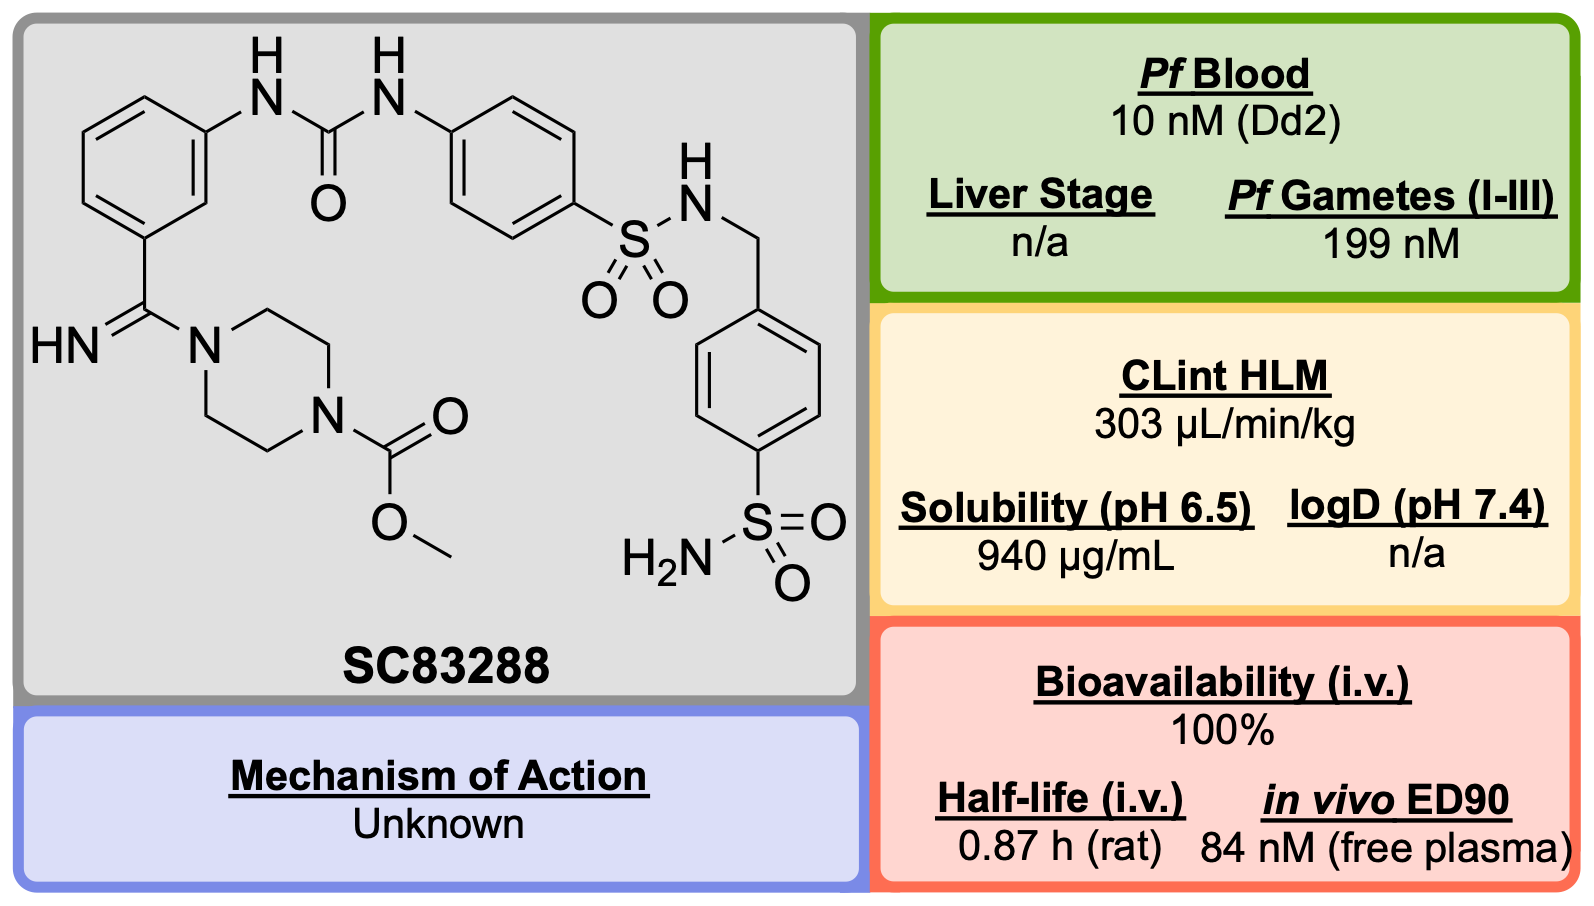 H
N
H
N
O
H
N
S
O
O
HN
N
N
O
O
S
O
O
H₂N
SC83288
Mechanism of Action
Unknown
Pf Blood
10 nM (Dd2)
Liver Stage
n/a
Pf Gametes (I-III)
199 nM
CLint HLM
303 µL/min/kg
Solubility (pH 6.5)
940 µg/mL
logD (pH 7.4)
n/a
Bioavailability (i.v.)
100%
Half-life (i.v.)
0.87 h (rat)
in vivo ED90
84 nM (free plasma)